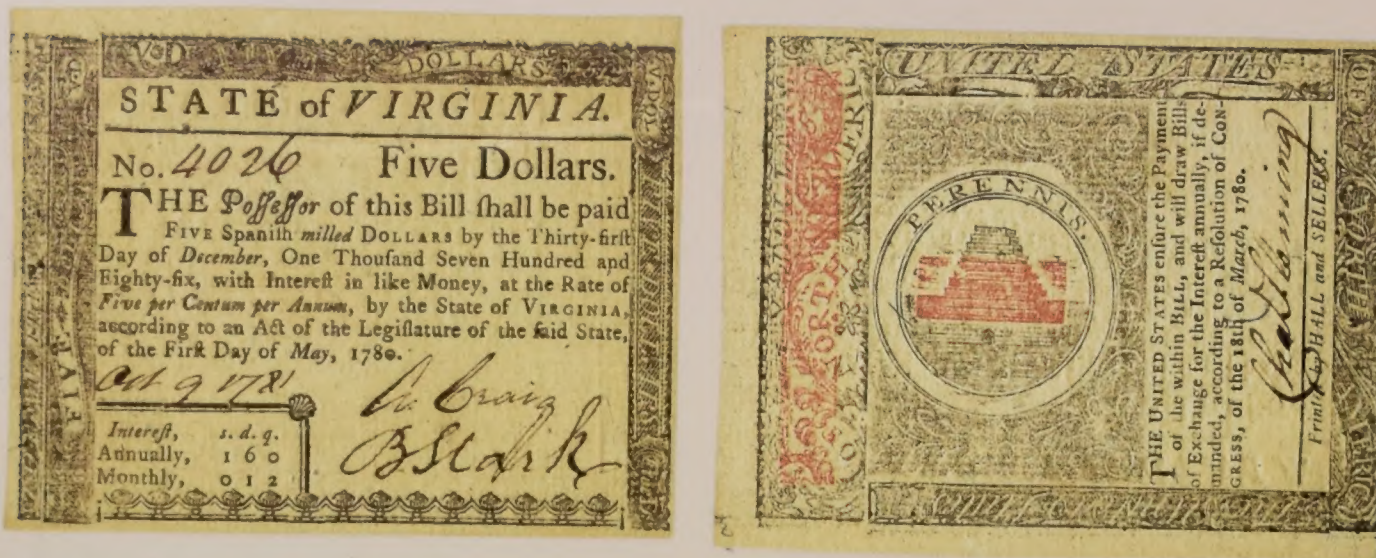 FIVE DOLLARS
STATE of VIRGINIA.
No. 4026 Five Dollars.
THE Poſſeſſor of this Bill ſhall be paid
FIVE Spaniſh milled DOLLARS by the Thirty-firſt
Day of December, One Thouſand Seven Hundred and
Eighty-ſix, with Intereſt in like Money, at the Rate of
Five per Centum per Annum, by the State of VIRGINIA,
according to an Act of the Legiſlature of the ſaid State,
of the Firſt Day of May, 1780.
Oct 9 1781
Intereſt, s. d. q.
Annually, 1 6 0
Monthly, 0 1 2
FIVE
UNITED STATES
PERENNIS.
THE UNITED STATES enſure the Payment
of the within BILL, and will draw Bills
of Exchange for the Intereſt annually, if de-
manded, according to a Reſolution of CON-
GRESS, of the 18th of March, 1780.
Printed by HALL and SELLERS.